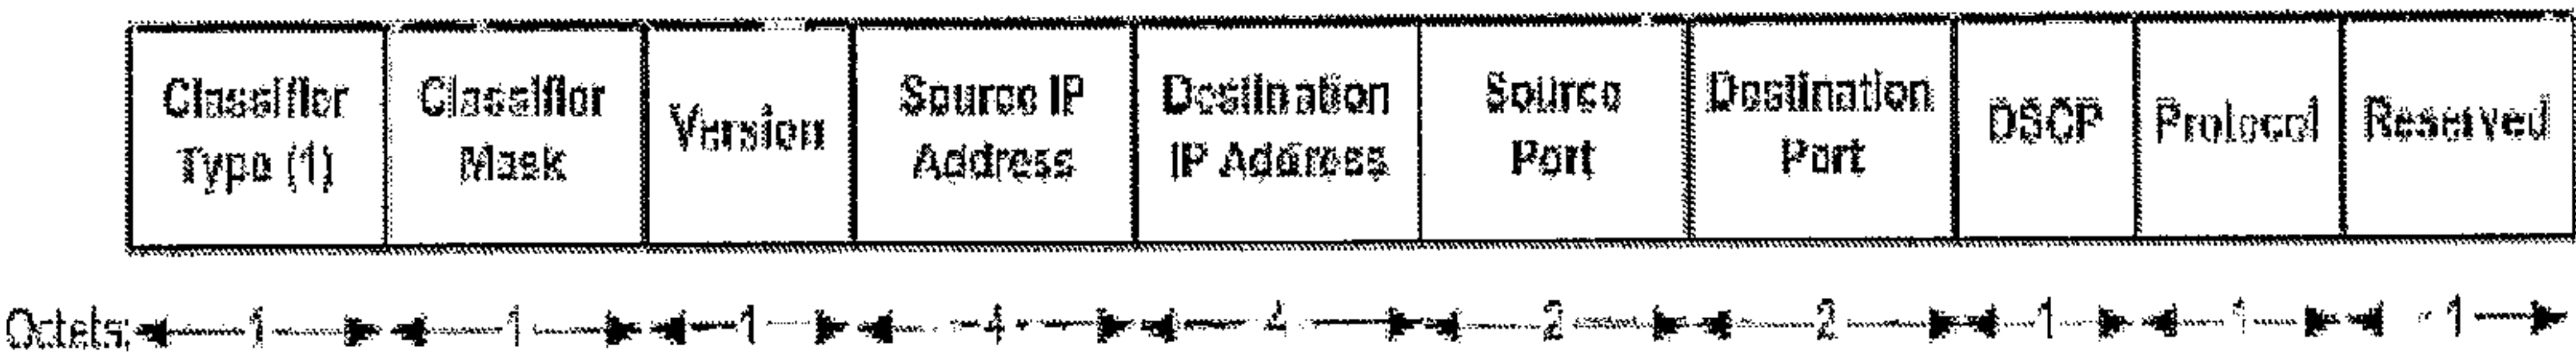 Classifier Type (1)
Classifier Mask
Version
Source IP Address
Destination IP Address
Source Port
Destination Port
DSCP
Protocol
Reserved
Octets: 1 1 1 4 4 2 2 1 1 1